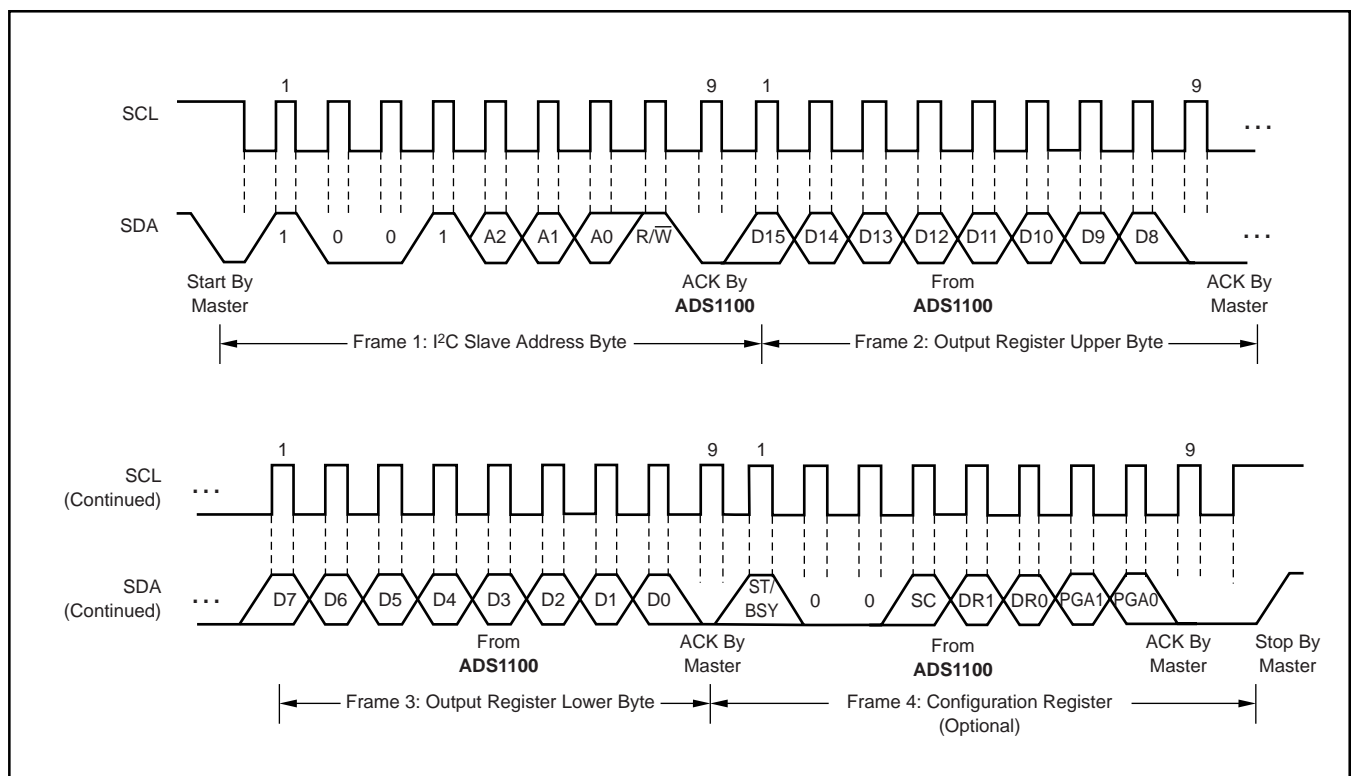 1 9 1 9
SCL ...
SDA 1 0 0 1 A2 A1 A0 R/W̅ D15 D14 D13 D12 D11 D10 D9 D8 ...
Start By Master
ACK By ADS1100
From ADS1100
ACK By Master
Frame 1: I²C Slave Address Byte
Frame 2: Output Register Upper Byte
1 9 1 9
SCL (Continued) ...
SDA (Continued) ... D7 D6 D5 D4 D3 D2 D1 D0 ST/BSY 0 0 SC DR1 DR0 PGA1 PGA0
From ADS1100
ACK By Master
From ADS1100
ACK By Master
Stop By Master
Frame 3: Output Register Lower Byte
Frame 4: Configuration Register
(Optional)